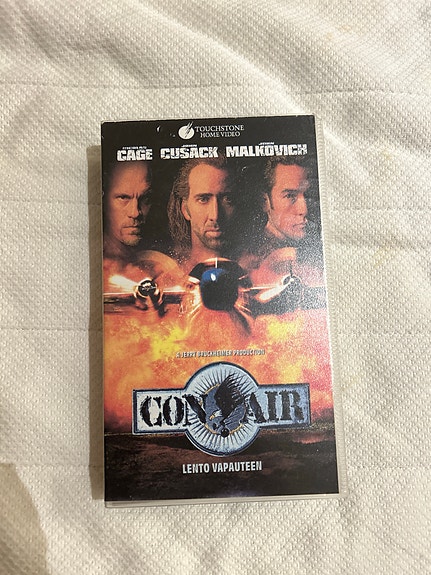 TOUCHSTONE
HOME VIDEO
CAGE CUSACK MALKOVICH
A JERRY BRUCKHEIMER PRODUCTION
CON AIR
LENTO VAPAUTEEN